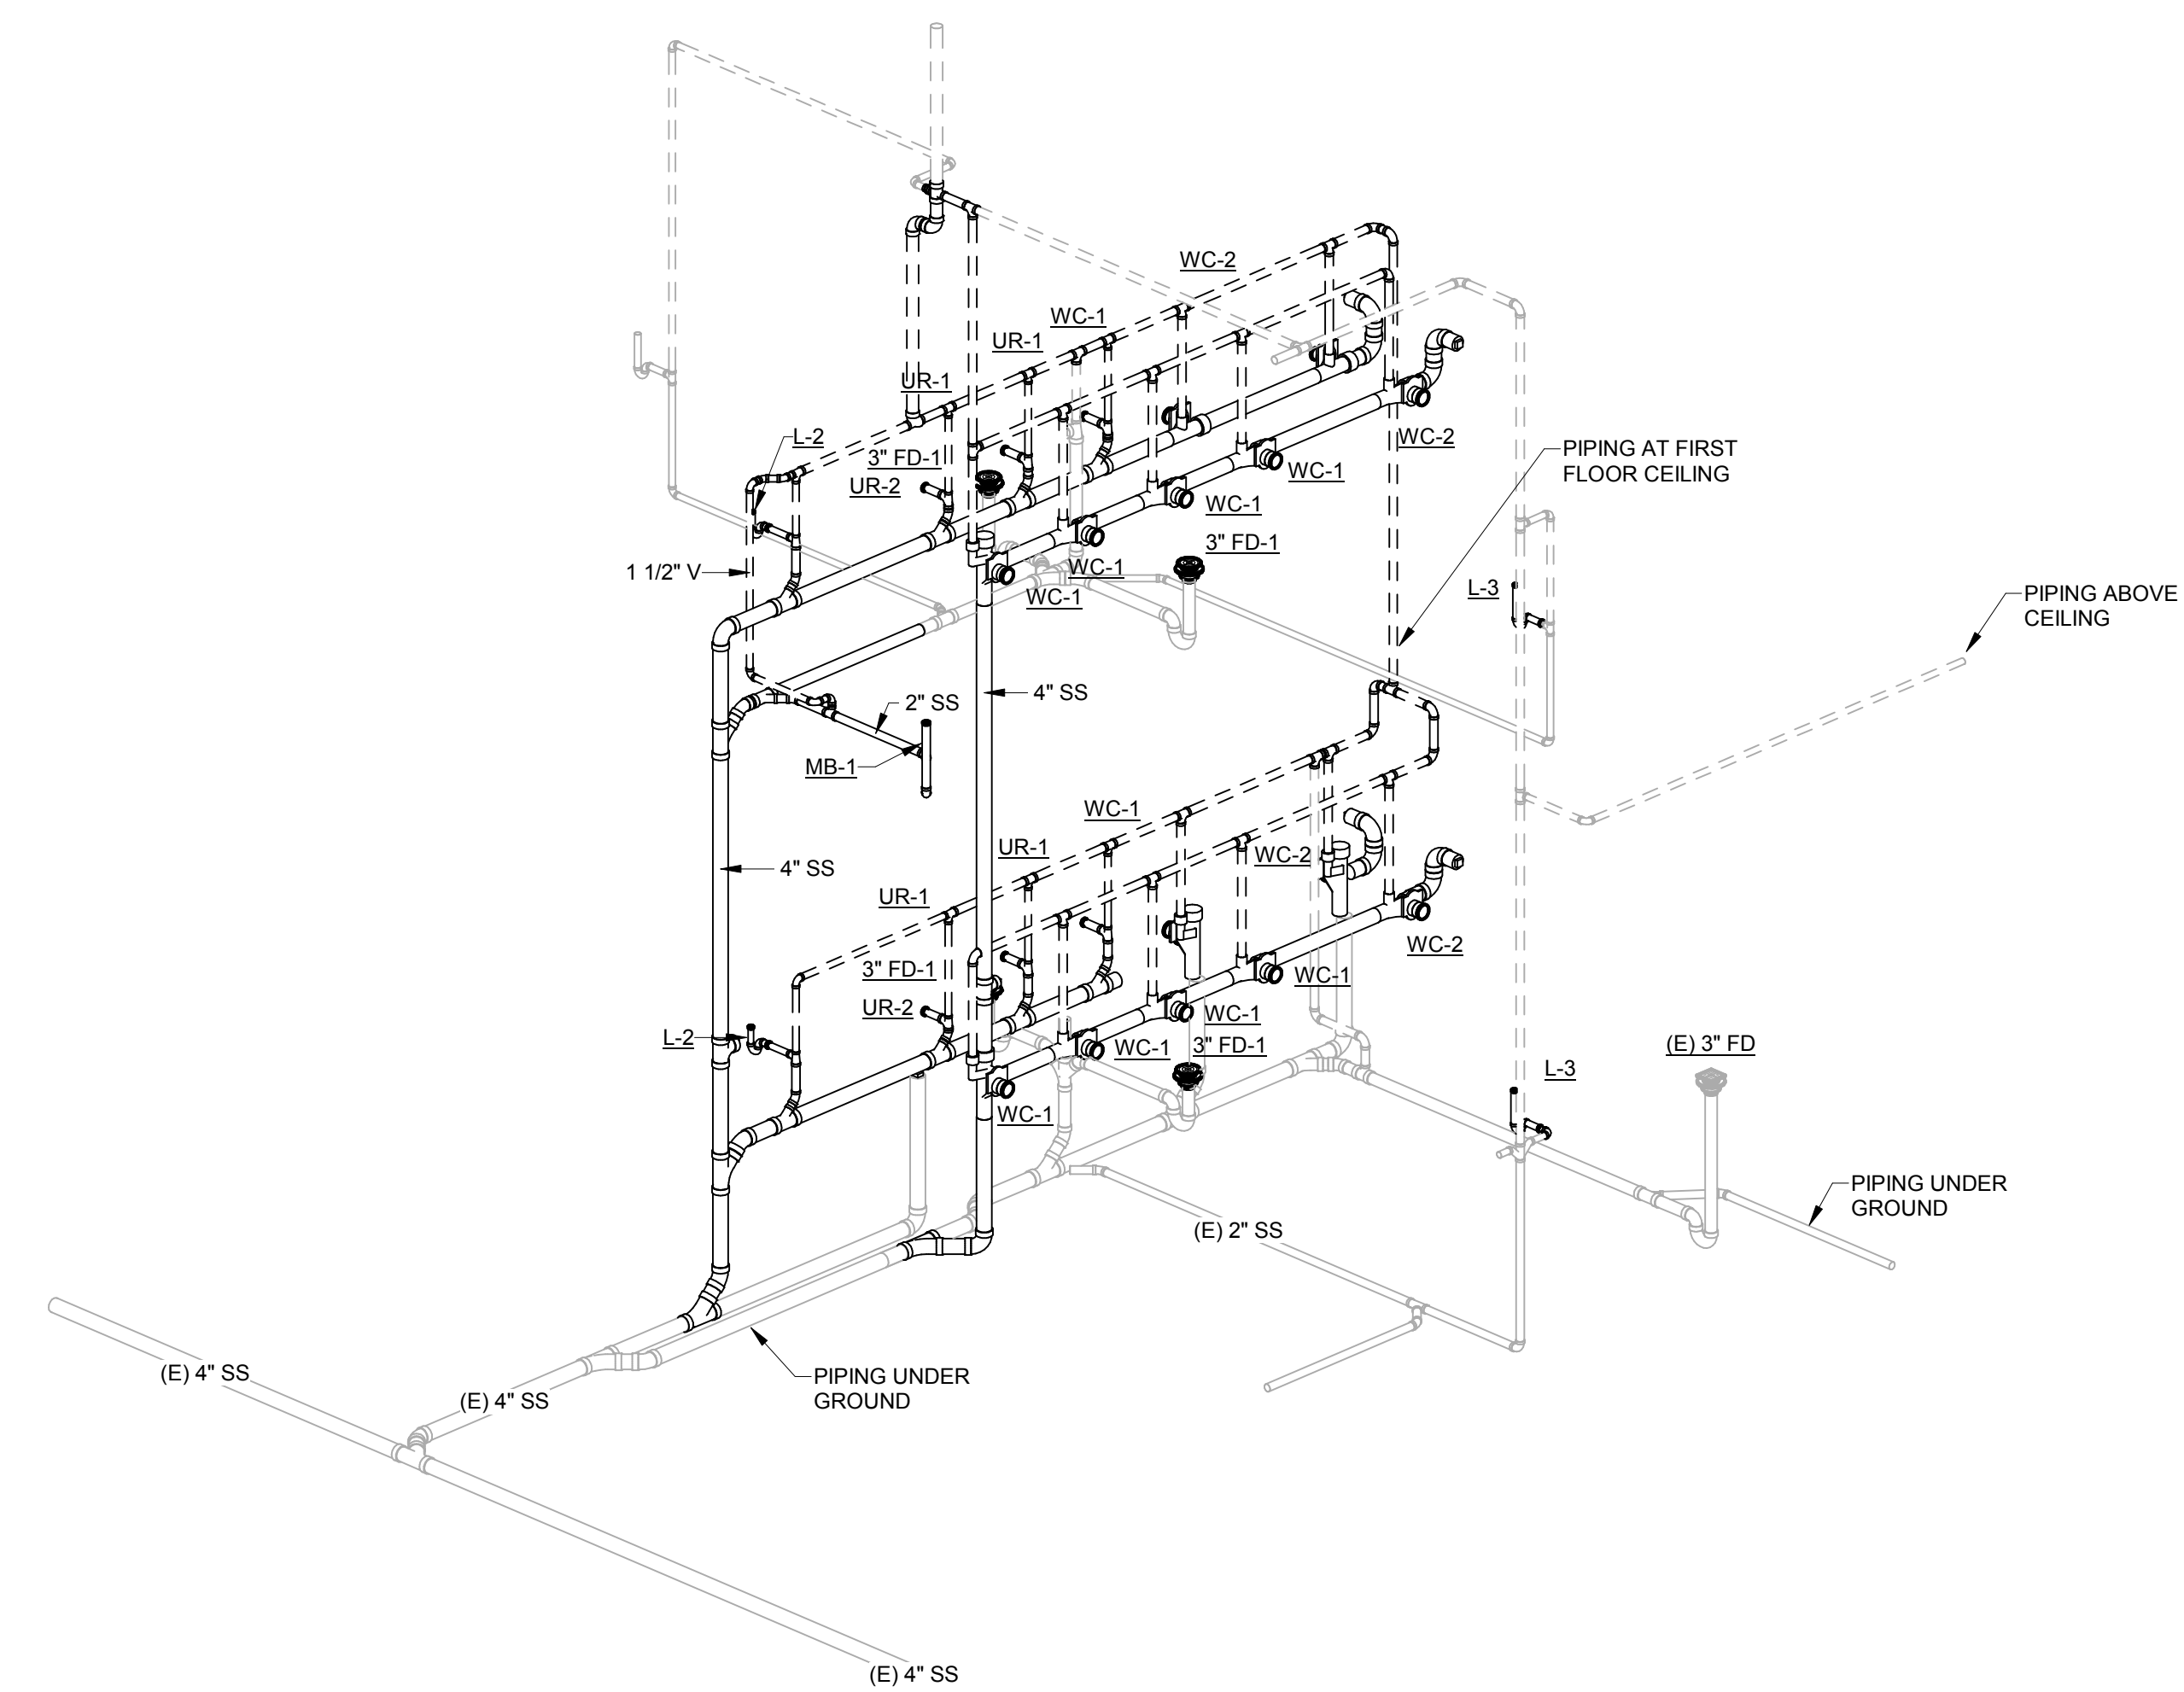 WC-2
WC-1
UR-1
UR-1
L-2
3" FD-1
UR-2
WC-2
PIPING AT FIRST
FLOOR CEILING
WC-1
WC-1
3" FD-1
WC-1
WC-1
1 1/2" V
L-3
PIPING ABOVE
CEILING
4" SS
2" SS
MB-1
WC-1
UR-1
WC-2
4" SS
UR-1
WC-2
3" FD-1
WC-1
UR-2
WC-1
L-2
WC-1
3" FD-1
(E) 3" FD
L-3
WC-1
PIPING UNDER
GROUND
(E) 2" SS
PIPING UNDER
GROUND
(E) 4" SS
(E) 4" SS
(E) 4" SS